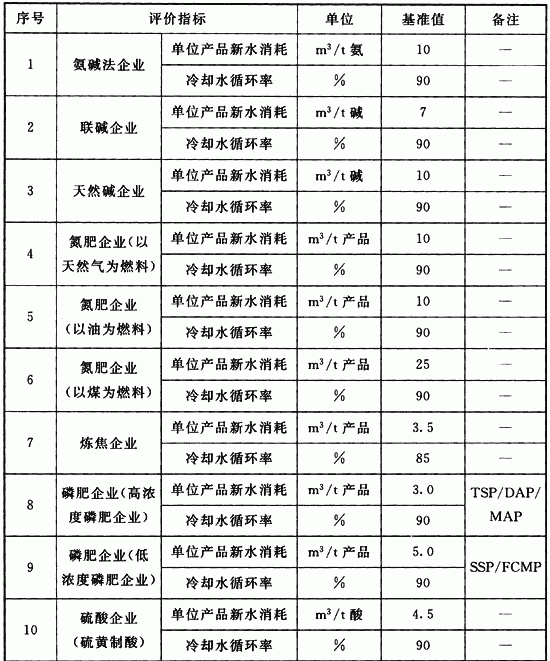 序号 评价指标 单位 基准值 备注
1 氨碱法企业 单位产品新水消耗 m³/t 氨 10 —
冷却水循环率 % 90 —
2 联碱企业 单位产品新水消耗 m³/t 碱 7 —
冷却水循环率 % 90 —
3 天然碱企业 单位产品新水消耗 m³/t 碱 10 —
冷却水循环率 % 90 —
4 氮肥企业(以 单位产品新水消耗 m³/t 产品 10 —
天然气为燃料) 冷却水循环率 % 90 —
5 氮肥企业 单位产品新水消耗 m³/t 产品 10 —
(以油为燃料) 冷却水循环率 % 90 —
6 氮肥企业 单位产品新水消耗 m³/t 产品 25 —
(以煤为燃料) 冷却水循环率 % 90 —
7 炼焦企业 单位产品新水消耗 m³/t 产品 3.5 —
冷却水循环率 % 85 —
8 磷肥企业(高浓 单位产品新水消耗 m³/t 产品 3.0 TSP/DAP/
度磷肥企业) 冷却水循环率 % 90 MAP
9 磷肥企业(低 单位产品新水消耗 m³/t 产品 5.0 SSP/FCMP
浓度磷肥企业) 冷却水循环率 % 90
10 硫酸企业 单位产品新水消耗 m³/t 酸 4.5 —
(硫黄制酸) 冷却水循环率 % 90 —